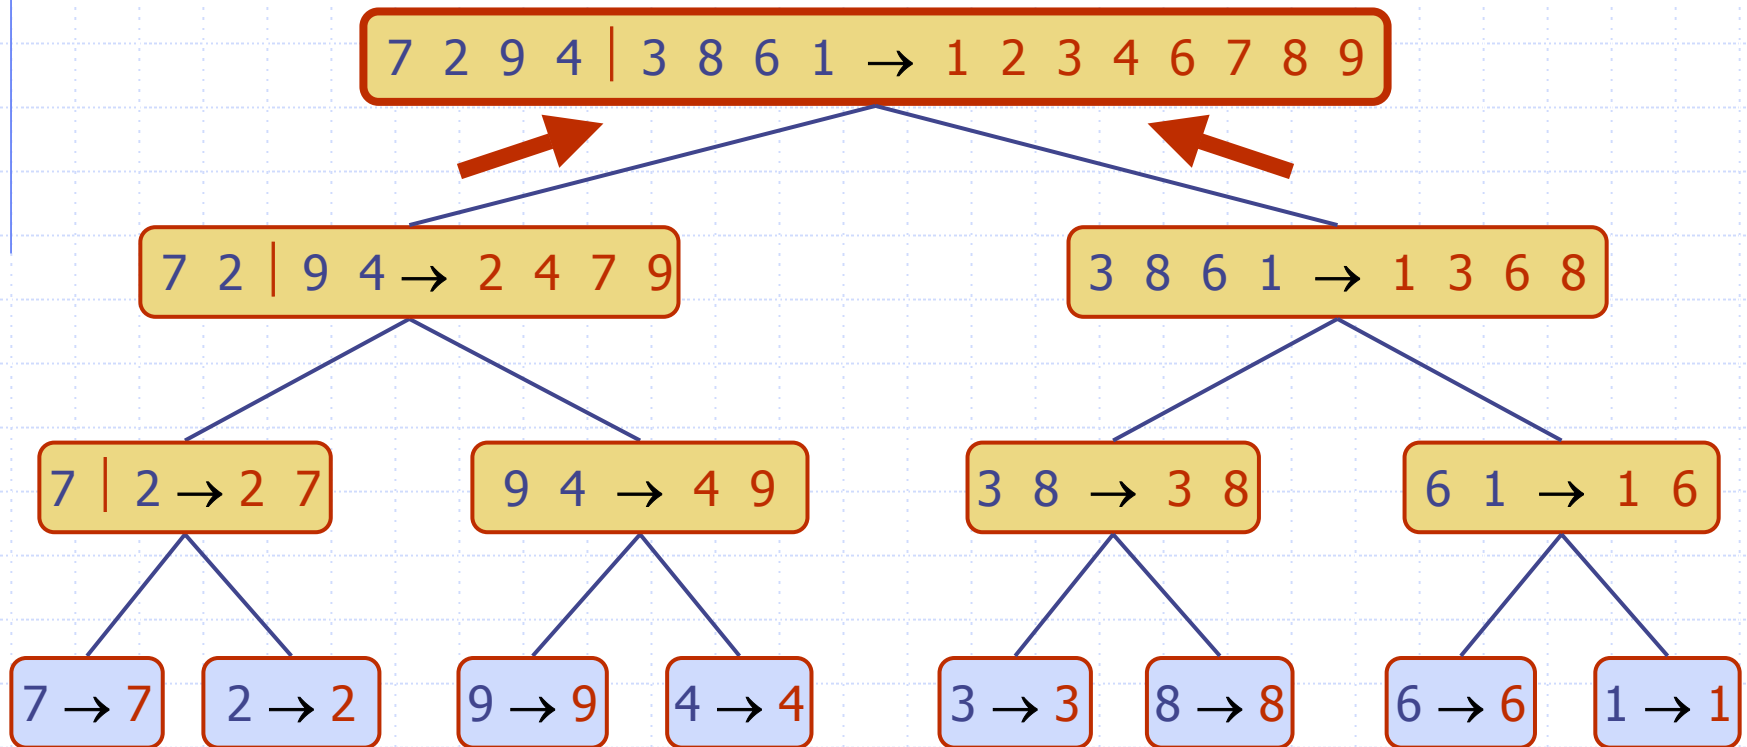 7 2 9 4 | 3 8 6 1 → 1 2 3 4 6 7 8 9
7 2 | 9 4 → 2 4 7 9
3 8 6 1 → 1 3 6 8
7 | 2 → 2 7
9 4 → 4 9
3 8 → 3 8
6 1 → 1 6
7 → 7
2 → 2
9 → 9
4 → 4
3 → 3
8 → 8
6 → 6
1 → 1